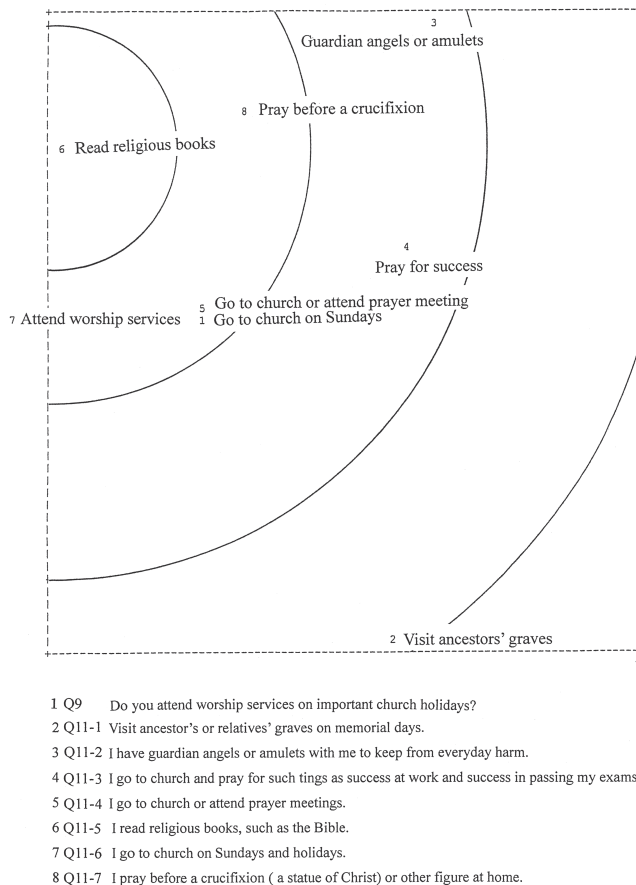 3
Guardian angels or amulets
8 Pray before a crucifixion
6 Read religious books
4
Pray for success
5 Go to church or attend prayer meeting
7 Attend worship services 1 Go to church on Sundays
2 Visit ancestors’ graves
1 Q9 Do you attend worship services on important church holidays?
2 Q11-1 Visit ancestor's or relatives' graves on memorial days.
3 Q11-2 I have guardian angels or amulets with me to keep from everyday harm.
4 Q11-3 I go to church and pray for such tings as success at work and success in passing my exams
5 Q11-4 I go to church or attend prayer meetings.
6 Q11-5 I read religious books, such as the Bible.
7 Q11-6 I go to church on Sundays and holidays.
8 Q11-7 I pray before a crucifixion ( a statue of Christ) or other figure at home.